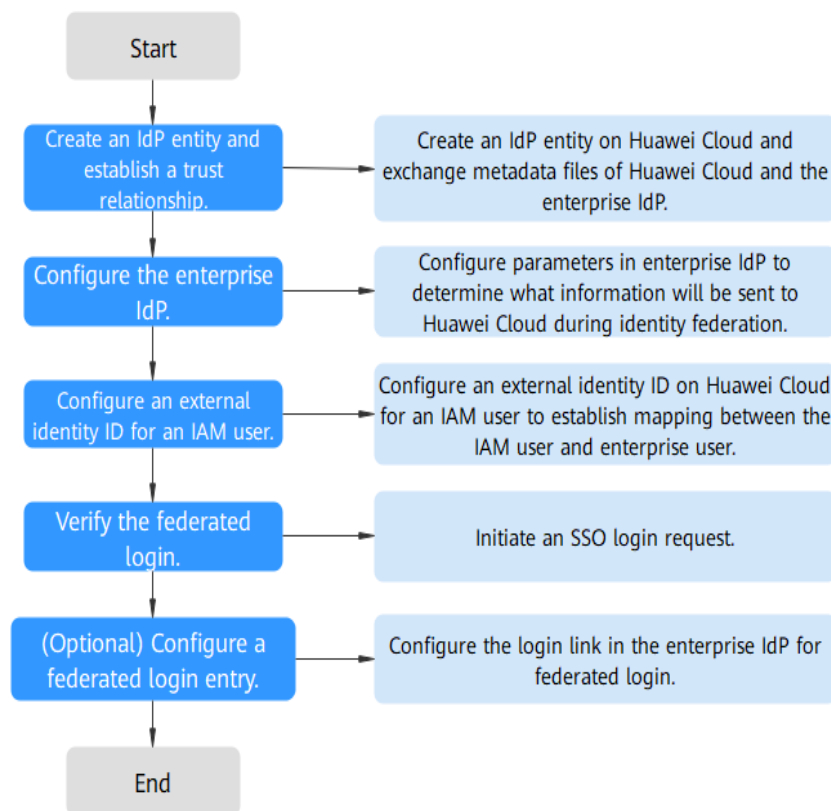 Start
Create an IdP entity and
establish a trust
relationship.
Create an IdP entity on Huawei Cloud and
exchange metadata files of Huawei Cloud and the
enterprise IdP.
Configure the enterprise
IdP.
Configure parameters in enterprise IdP to
determine what information will be sent to
Huawei Cloud during identity federation.
Configure an external
identity ID for an IAM user.
Configure an external identity ID on Huawei Cloud
for an IAM user to establish mapping between the
IAM user and enterprise user.
Verify the federated
login.
Initiate an SSO login request.
(Optional) Configure a
federated login entry.
Configure the login link in the enterprise IdP for
federated login.
End